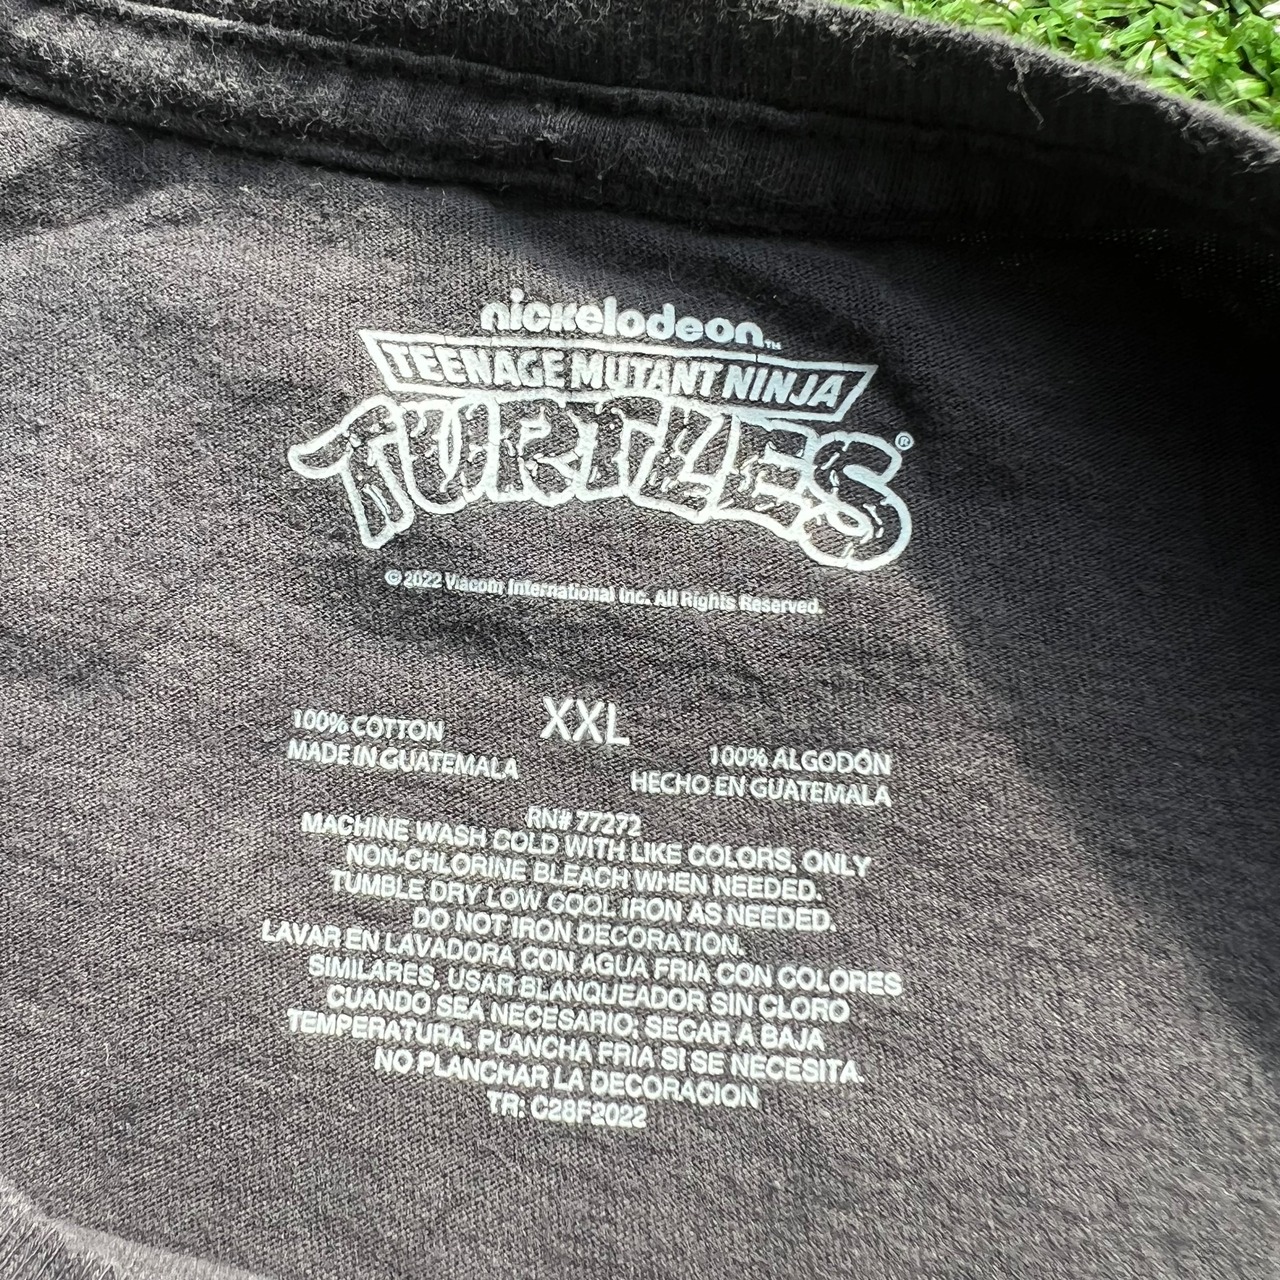 nickelodeon™
TEENAGE MUTANT NINJA
TURTLES®
© 2022 Viacom International Inc. All Rights Reserved.
XXL
100% COTTON
MADE IN GUATEMALA
100% ALGODÓN
HECHO EN GUATEMALA
RN# 77272
MACHINE WASH COLD WITH LIKE COLORS, ONLY
NON-CHLORINE BLEACH WHEN NEEDED.
TUMBLE DRY LOW COOL IRON AS NEEDED.
DO NOT IRON DECORATION.
LAVAR EN LAVADORA CON AGUA FRIA CON COLORES
SIMILARES, USAR BLANQUEADOR SIN CLORO
CUANDO SEA NECESARIO; SECAR A BAJA
TEMPERATURA. PLANCHA FRIA SI SE NECESITA.
NO PLANCHAR LA DECORACION
TR: C28F2022